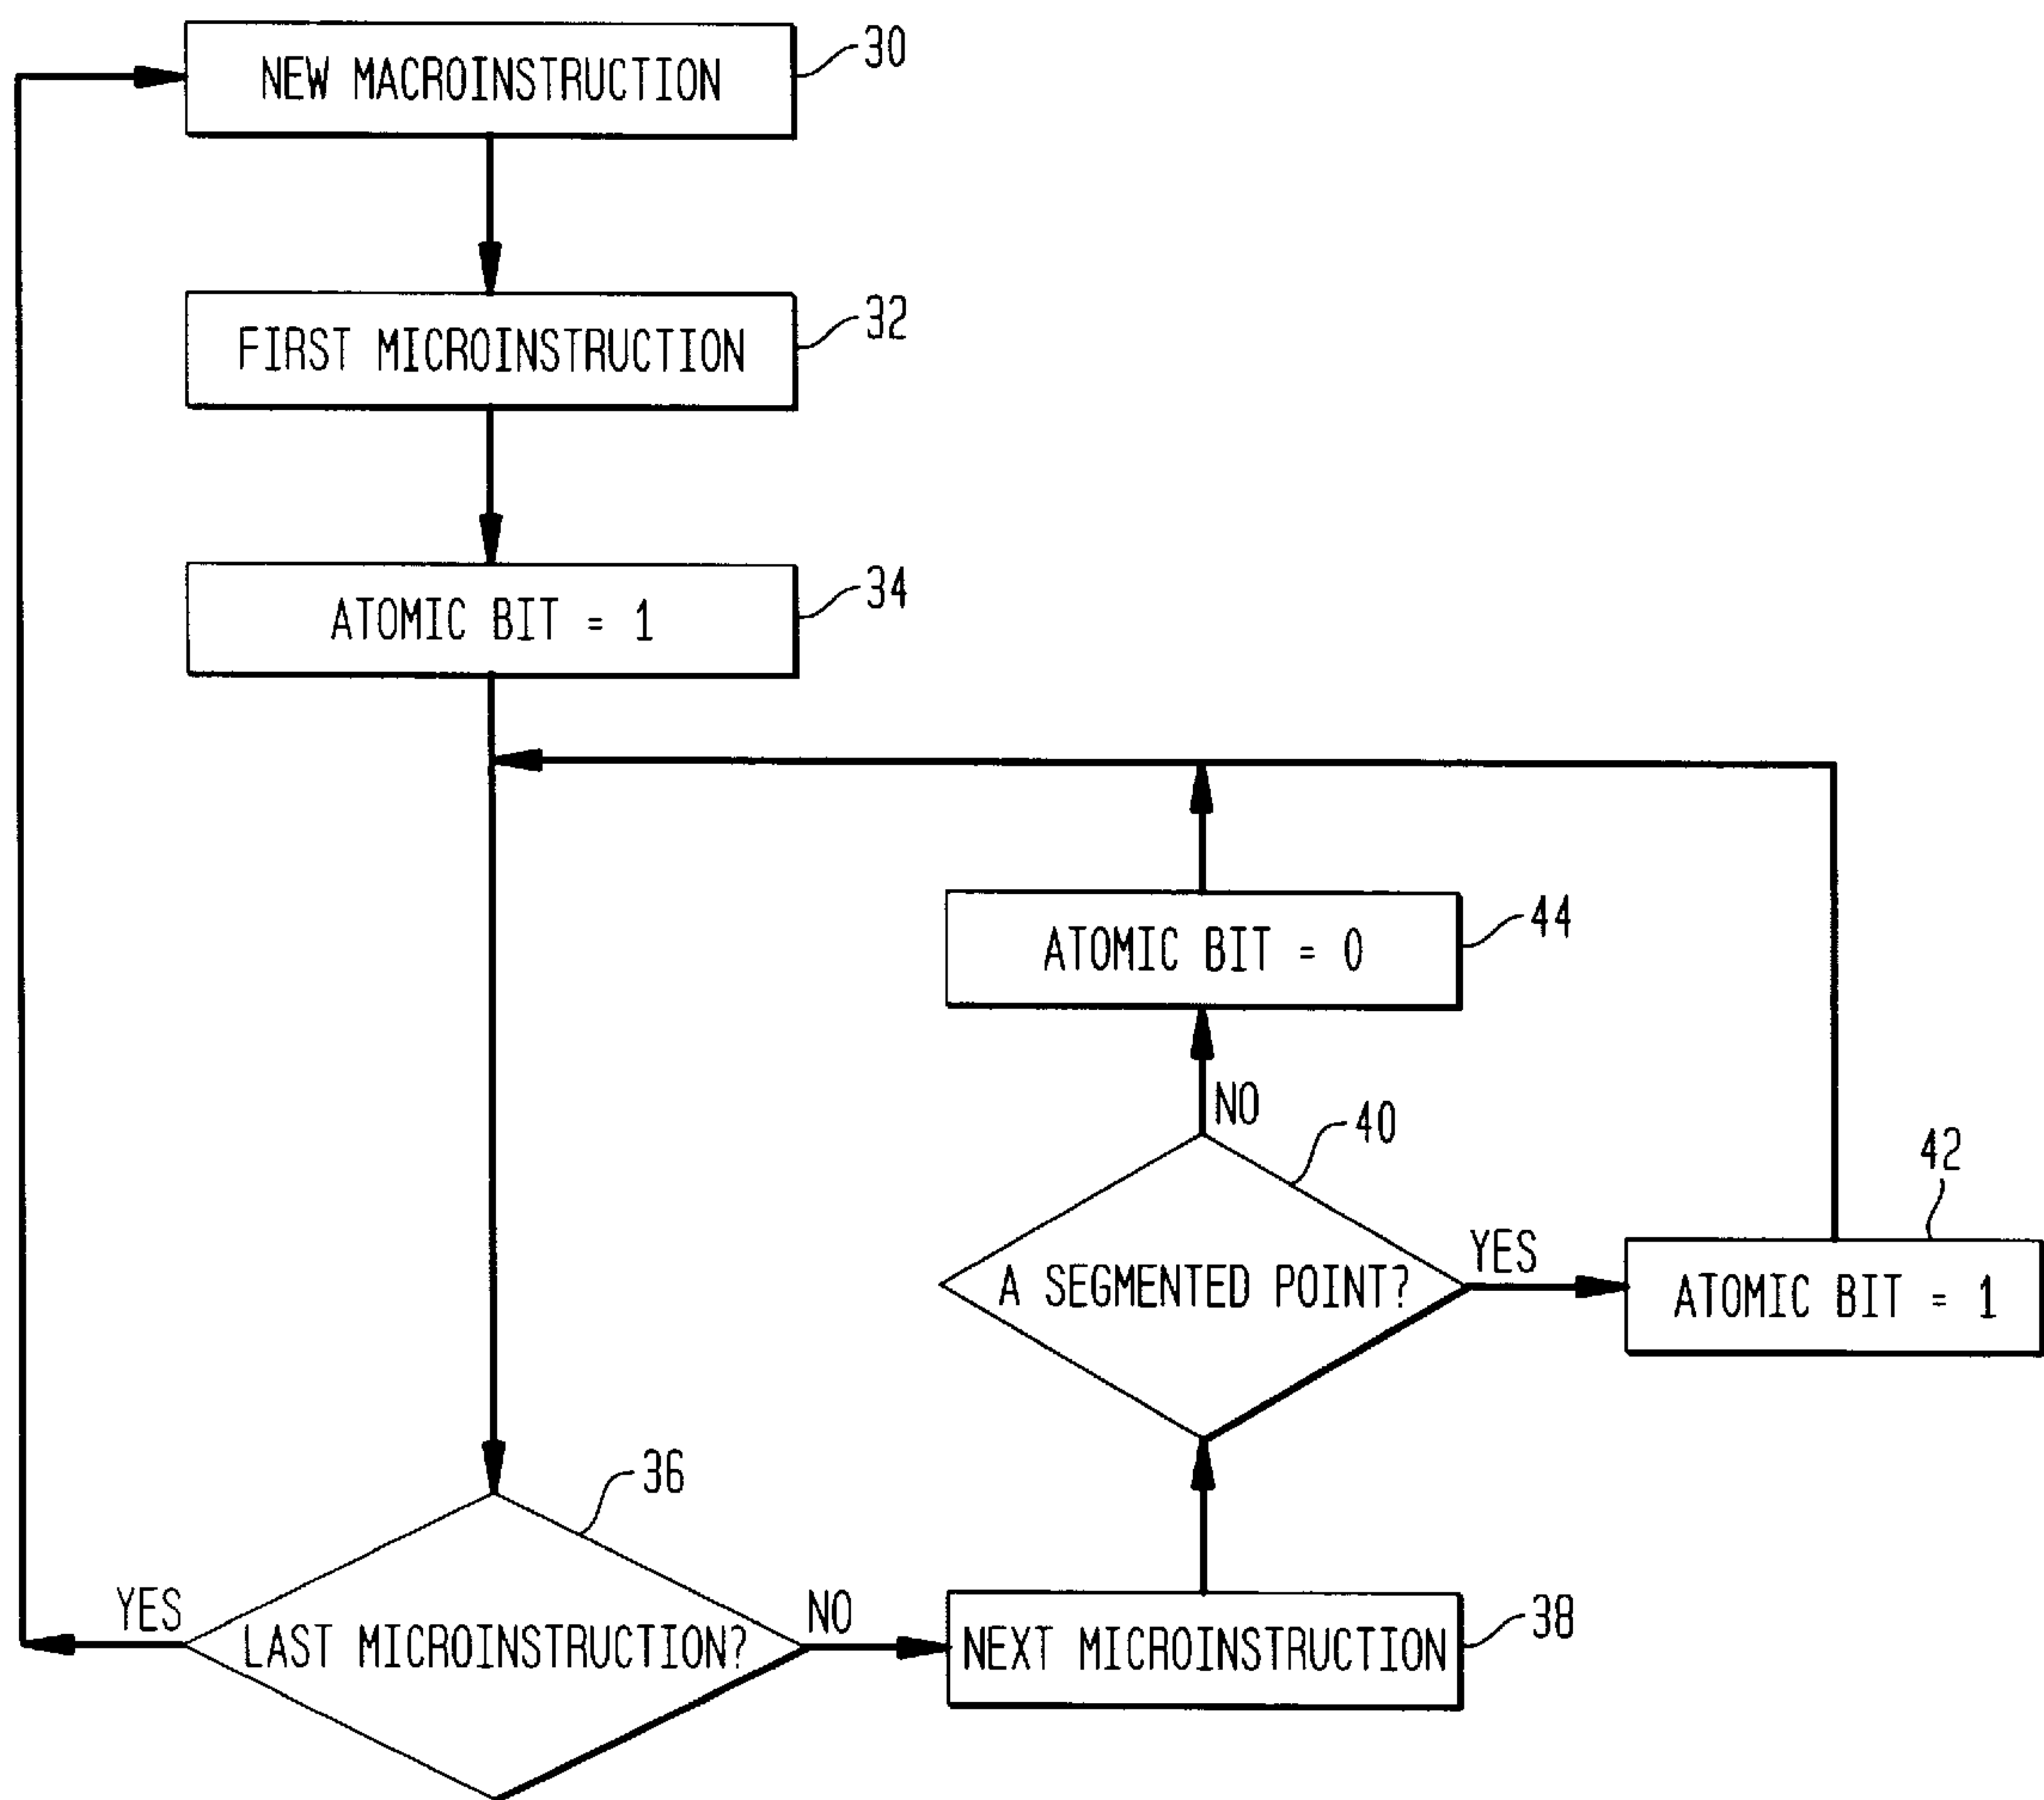 NEW MACROINSTRUCTION
30
FIRST MICROINSTRUCTION
32
ATOMIC BIT = 1
34
ATOMIC BIT = 0
44
NO
40
A SEGMENTED POINT?
YES
42
ATOMIC BIT = 1
36
YES
LAST MICROINSTRUCTION?
NO
NEXT MICROINSTRUCTION
38